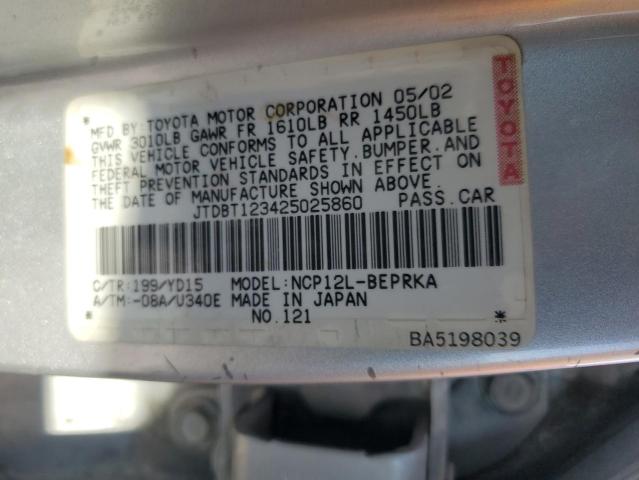 MFD BY:TOYOTA MOTOR CORPORATION 05/02
GVWR 3010LB GAWR FR 1610LB RR 1450LB
THIS VEHICLE CONFORMS TO ALL APPLICABLE
FEDERAL MOTOR VEHICLE SAFETY,BUMPER,AND
THEFT PREVENTION STANDARDS IN EFFECT ON
THE DATE OF MANUFACTURE SHOWN ABOVE.
JTDBT123425025860 PASS.CAR
C/TR:199/YD15 MODEL:NCP12L-BEPRKA
A/TM:-08A/U340E MADE IN JAPAN
* NO.121 *
BA5198039
TOYOTA